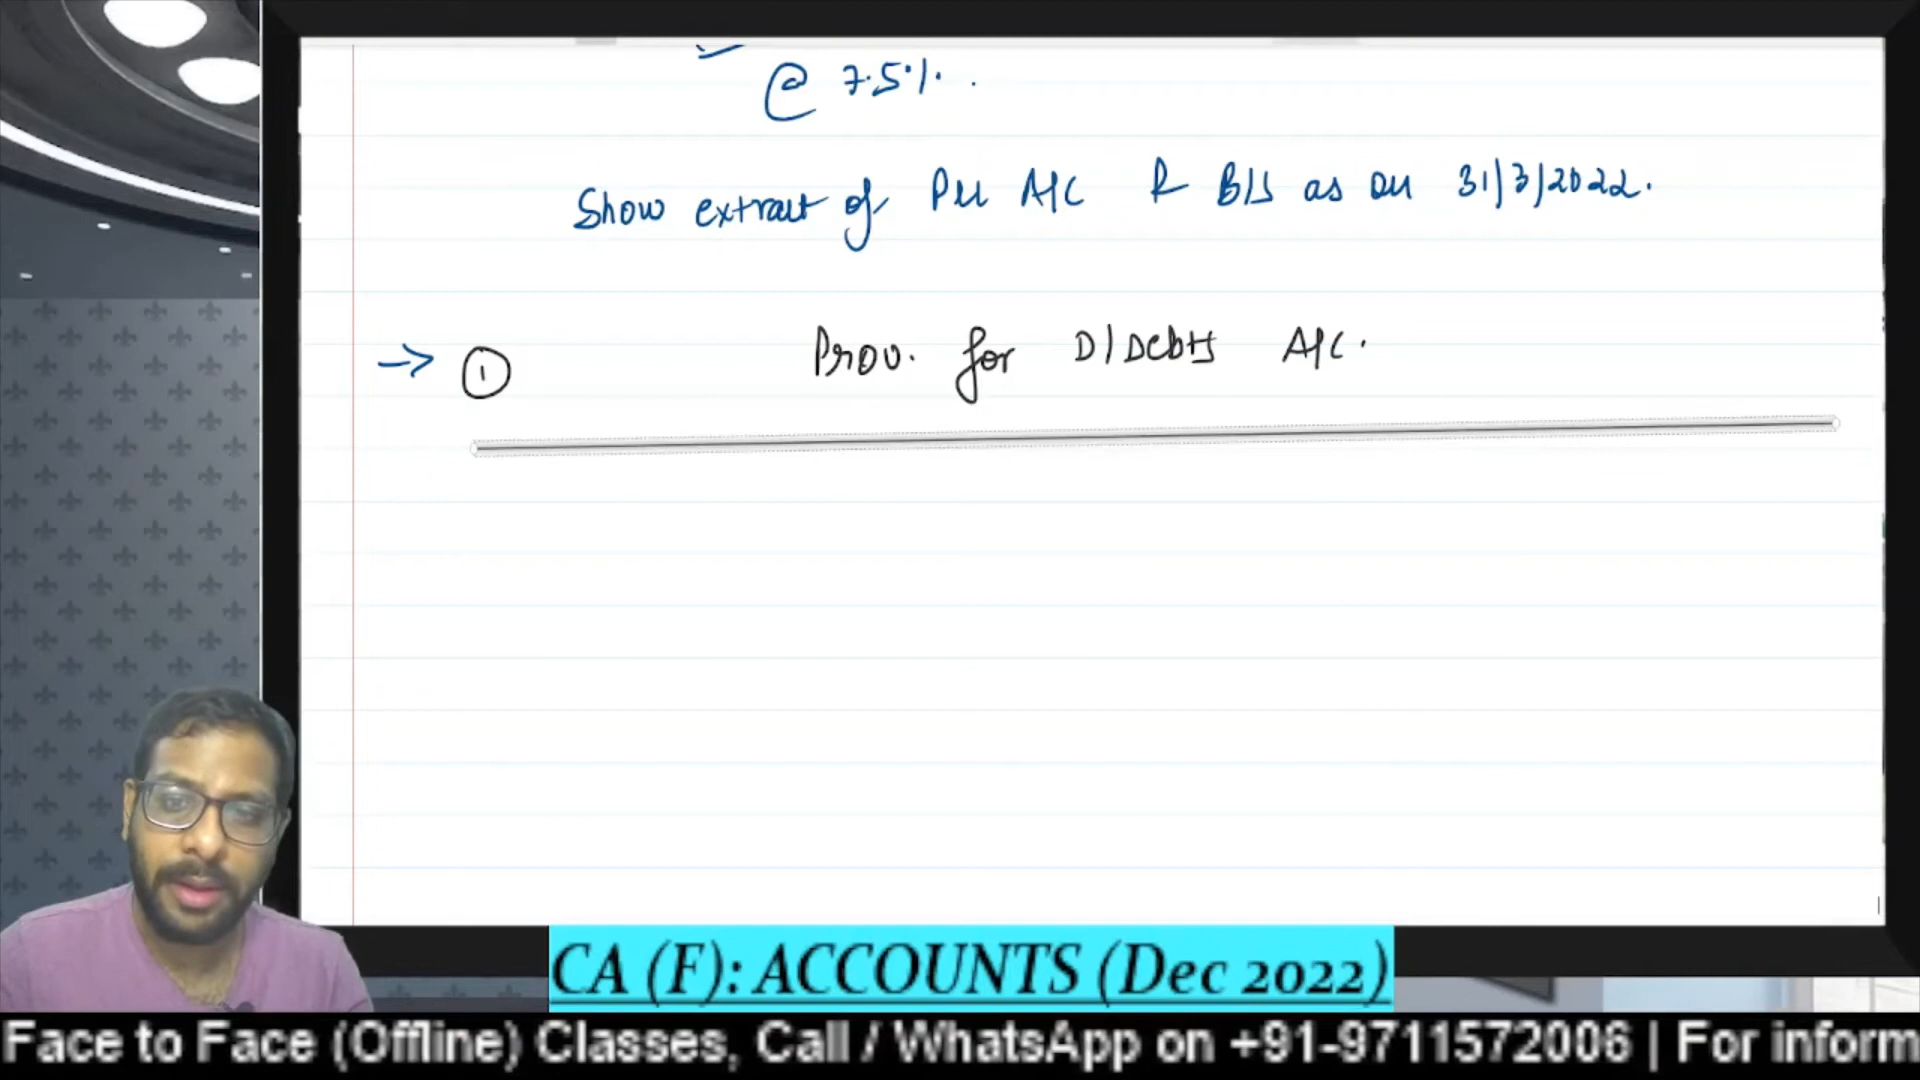 @ 7.5%.
Show extract of P&L A/C & B/S as on 31/3/2022.
→ ① Prov. for D/Debts A/C.
CA (F): ACCOUNTS (Dec 2022)
Face to Face (Offline) Classes, Call / WhatsApp on +91-9711572006 | For inform